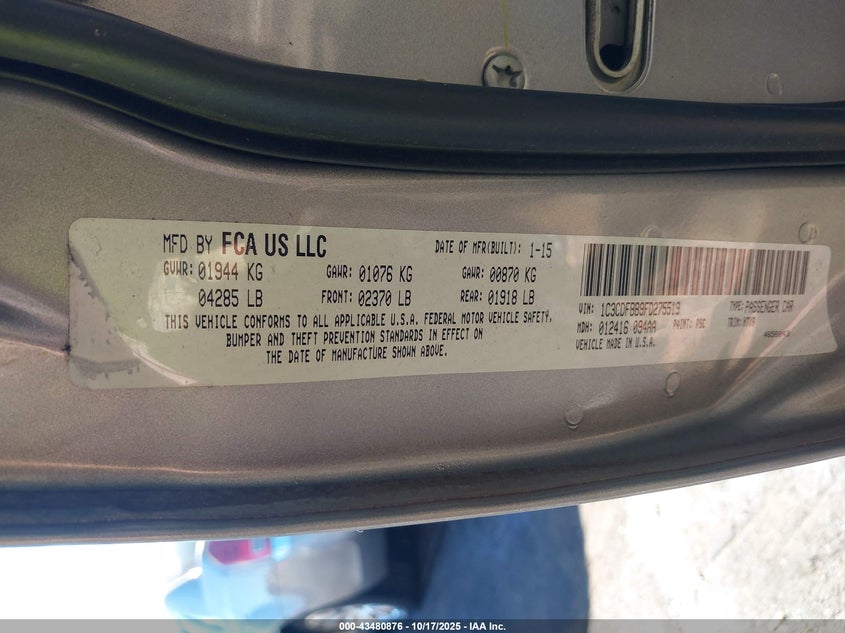 MFD BY FCA US LLC
DATE OF MFR(BUILT): 1-15
GVWR: 01944 KG GAWR: 01076 KG GAWR: 00870 KG
04285 LB FRONT: 02370 LB REAR: 01918 LB
THIS VEHICLE CONFORMS TO ALL APPLICABLE U.S.A. FEDERAL MOTOR VEHICLE SAFETY,
BUMPER AND THEFT PREVENTION STANDARDS IN EFFECT ON
THE DATE OF MANUFACTURE SHOWN ABOVE.
VIN: 1C3CDFBB9FD275519 TYPE: PASSENGER CAR
MDH: 012416 094AA PAINT: PSC TRIM:
VEHICLE MADE IN U.S.A.
000-43480876 - 10/17/2025 - IAA Inc.